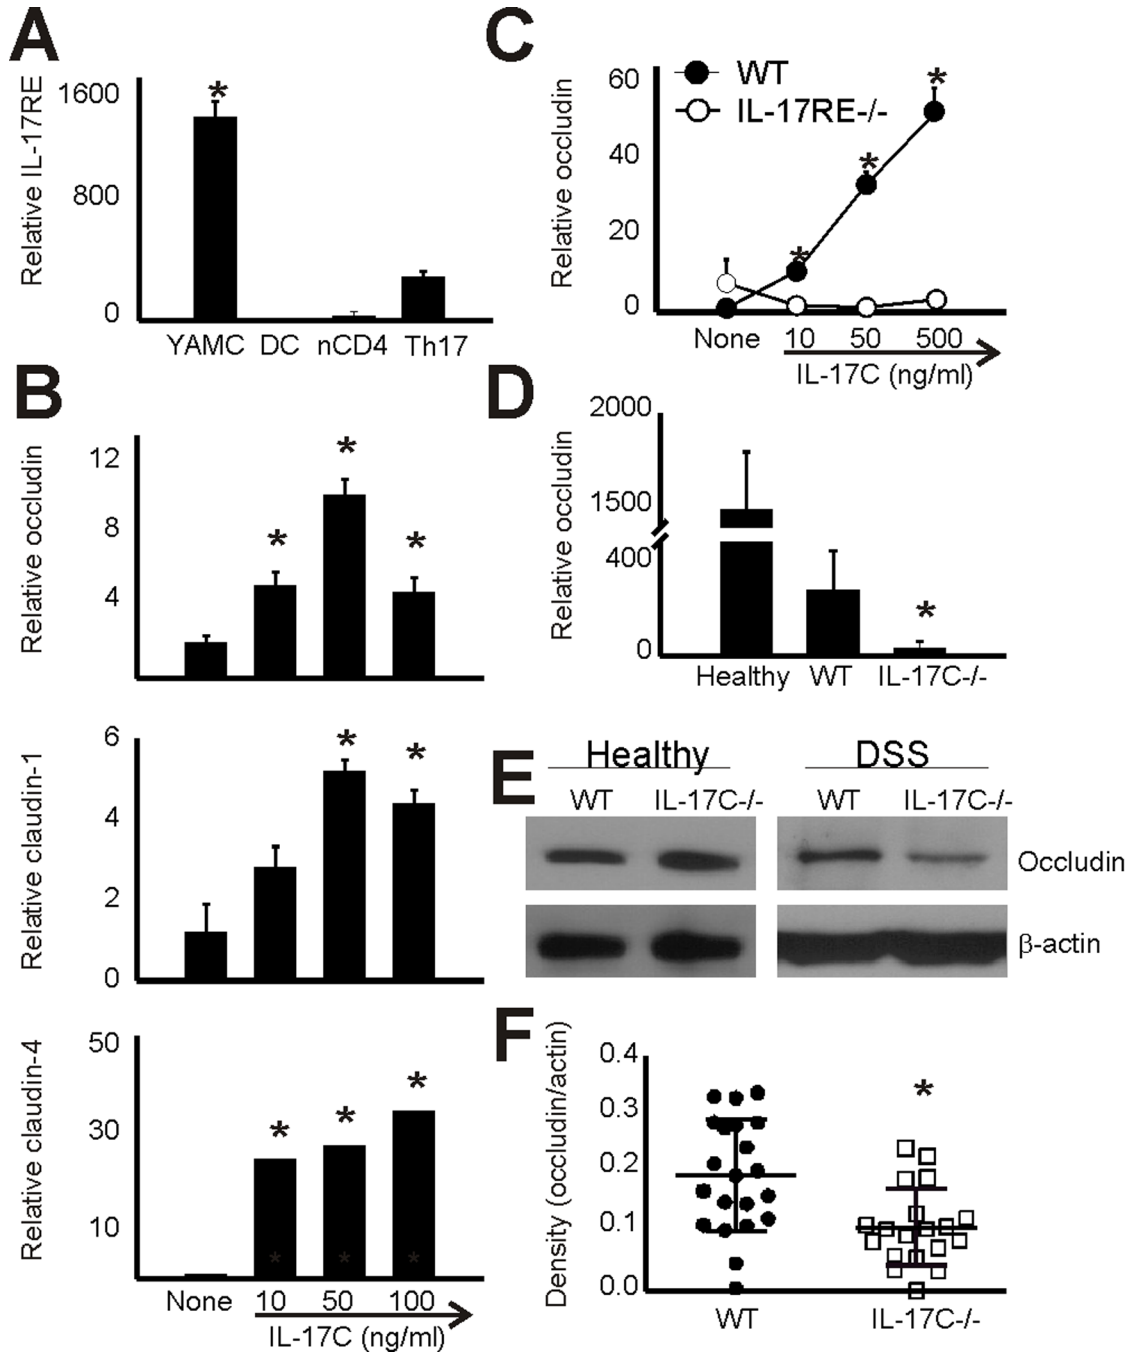 A
Relative IL-17RE
1600
800
0
*
YAMC DC nCD4 Th17
B
Relative occludin
12
8
4
* * *
Relative claudin-1
6
4
2
0
* *
Relative claudin-4
50
30
10
* * *
* * *
None 10 50 100
IL-17C (ng/ml)
C
Relative occludin
60
40
20
0
WT
IL-17RE-/-
* * *
None 10 50 500
IL-17C (ng/ml)
D
Relative occludin
2000
1500
400
0
*
Healthy WT IL-17C-/-
E
Healthy DSS
WT IL-17C-/- WT IL-17C-/-
Occludin
β-actin
F
Density (occludin/actin)
0.4
0.3
0.2
0.1
0.0
*
WT IL-17C-/-